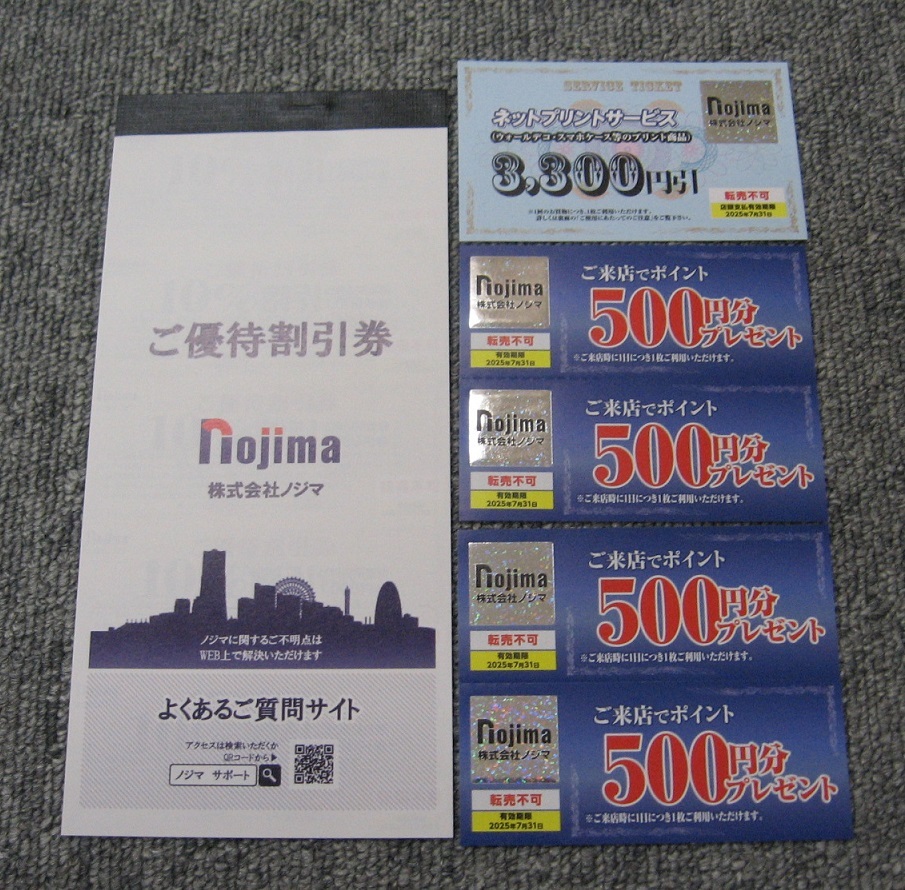 ご優待割引券
nojima
株式会社ノジマ
ノジマに関するご不明点は
WEB上で解決いただけます
よくあるご質問サイト
アクセスは検索いただくか
QRコードから▶
ノジマ サポート
SERVICE TICKET
ネットプリントサービス
(ウォールデコ・スマホケース等のプリント商品)
3,300円引
nojima
株式会社ノジマ
転売不可
店頭支払有効期限
2025年7月31日
ご来店でポイント
500円分
プレゼント
※ご来店時に1日につき1枚ご利用いただけます。
nojima
株式会社ノジマ
転売不可
有効期限
2025年7月31日
ご来店でポイント
500円分
プレゼント
※ご来店時に1日につき1枚ご利用いただけます。
nojima
株式会社ノジマ
転売不可
有効期限
2025年7月31日
ご来店でポイント
500円分
プレゼント
※ご来店時に1日につき1枚ご利用いただけます。
nojima
株式会社ノジマ
転売不可
有効期限
2025年7月31日
ご来店でポイント
500円分
プレゼント
※ご来店時に1日につき1枚ご利用いただけます。
nojima
株式会社ノジマ
転売不可
有効期限
2025年7月31日